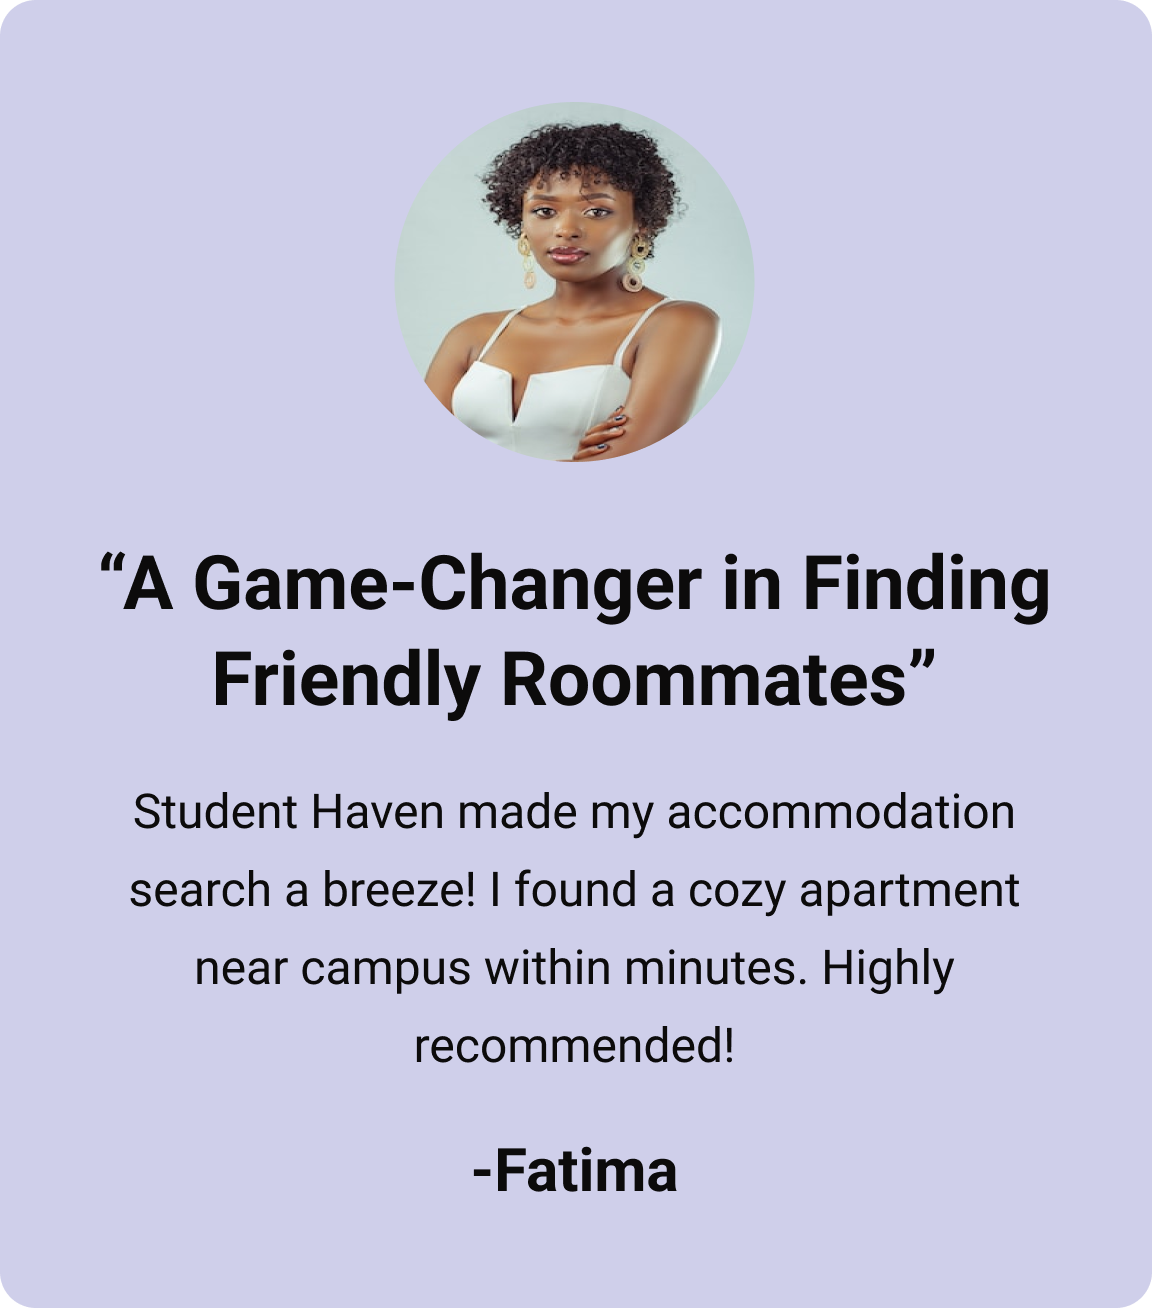 “A Game-Changer in Finding
Friendly Roommates”
Student Haven made my accommodation
search a breeze! I found a cozy apartment
near campus within minutes. Highly
recommended!
-Fatima